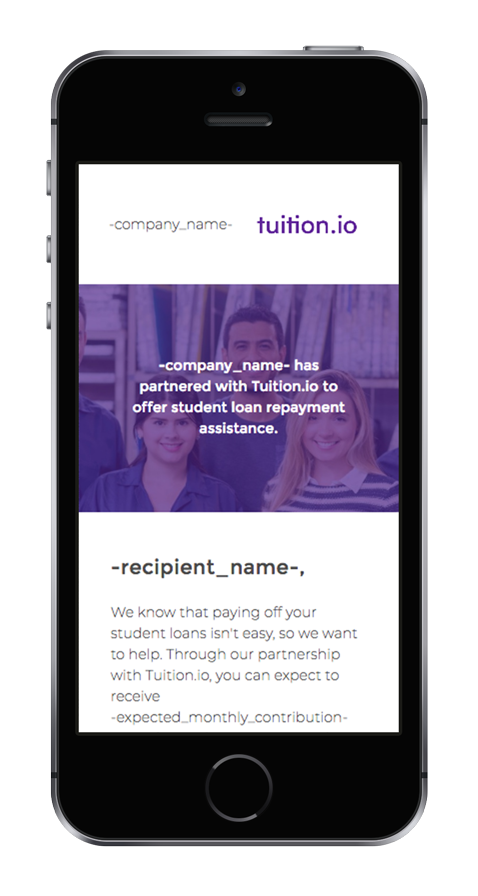 -company_name- tuition.io
-company_name- has
partnered with Tuition.io to
offer student loan repayment
assistance.
-recipient_name-,
We know that paying off your
student loans isn't easy, so we want
to help. Through our partnership
with Tuition.io, you can expect to
receive
-expected_monthly_contribution-